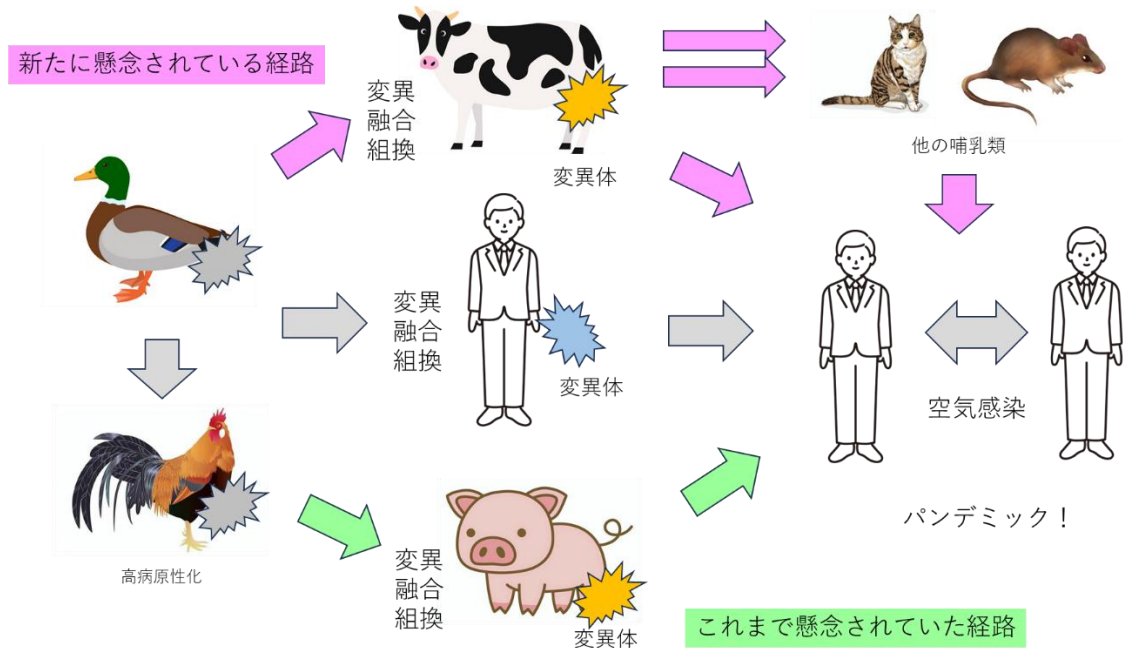 新たに懸念されている経路
変異
融合
組換
変異体
他の哺乳類
変異
融合
組換
変異体
空気感染
高病原性化
パンデミック！
変異
融合
組換
変異体
これまで懸念されていた経路